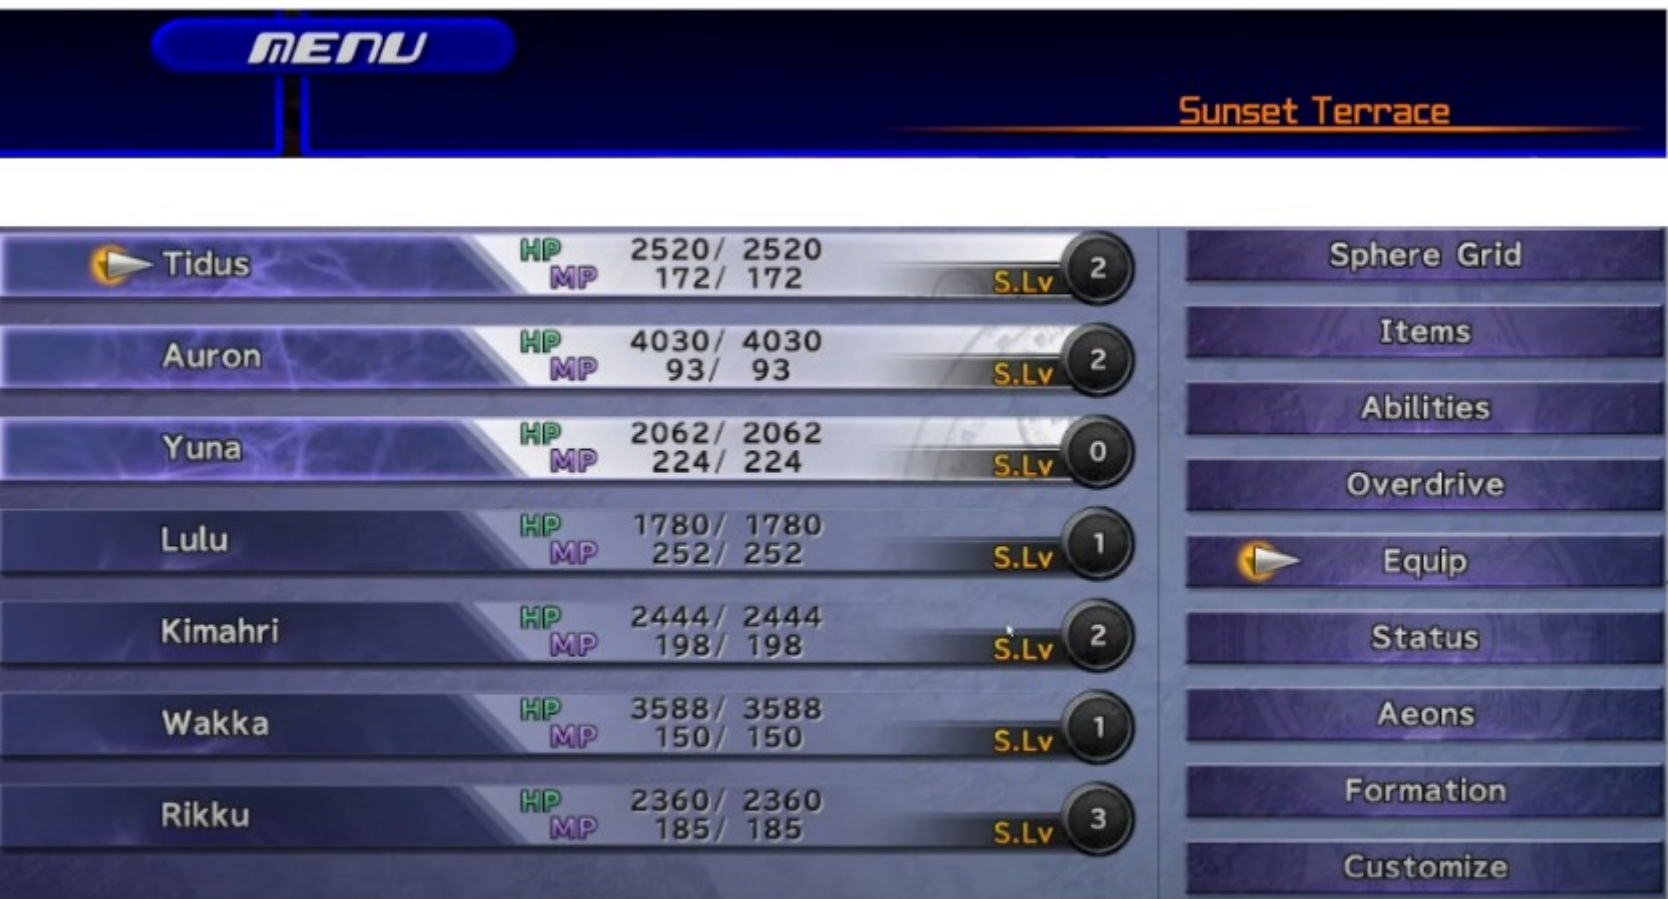 MENU
Sunset Terrace
Tidus HP 2520/ 2520 MP 172/ 172 S.Lv 2
Auron HP 4030/ 4030 MP 93/ 93 S.Lv 2
Yuna HP 2062/ 2062 MP 224/ 224 S.Lv 0
Lulu HP 1780/ 1780 MP 252/ 252 S.Lv 1
Kimahri HP 2444/ 2444 MP 198/ 198 S.Lv 2
Wakka HP 3588/ 3588 MP 150/ 150 S.Lv 1
Rikku HP 2360/ 2360 MP 185/ 185 S.Lv 3
Sphere Grid
Items
Abilities
Overdrive
Equip
Status
Aeons
Formation
Customize